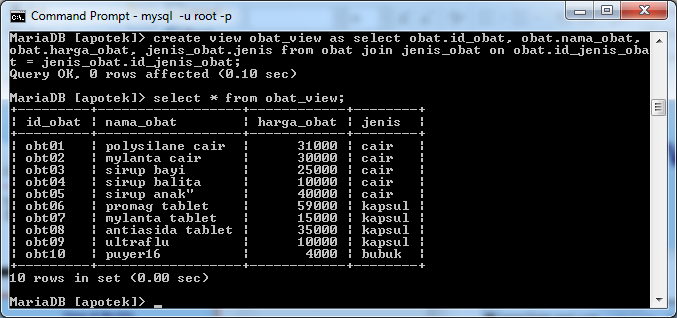 Command Prompt - mysql -u root -p
MariaDB [apotek]> create view obat_view as select obat.id_obat, obat.nama_obat,
obat.harga_obat, jenis_obat.jenis from obat join jenis_obat on obat.id_jenis_oba
t = jenis_obat.id_jenis_obat;
Query OK, 0 rows affected (0.10 sec)
MariaDB [apotek]> select * from obat_view;
+---------+------------------+------------+--------+
| id_obat | nama_obat | harga_obat | jenis |
+---------+------------------+------------+--------+
| obt01 | polysilane cair | 31000 | cair |
| obt02 | mylanta cair | 30000 | cair |
| obt03 | sirup bayi | 25000 | cair |
| obt04 | sirup balita | 10000 | cair |
| obt05 | sirup anak" | 40000 | cair |
| obt06 | promag tablet | 59000 | kapsul |
| obt07 | mylanta tablet | 15000 | kapsul |
| obt08 | antiasida tablet | 35000 | kapsul |
| obt09 | ultraflu | 10000 | kapsul |
| obt10 | puyer16 | 4000 | bubuk |
+---------+------------------+------------+--------+
10 rows in set (0.00 sec)
MariaDB [apotek]> _